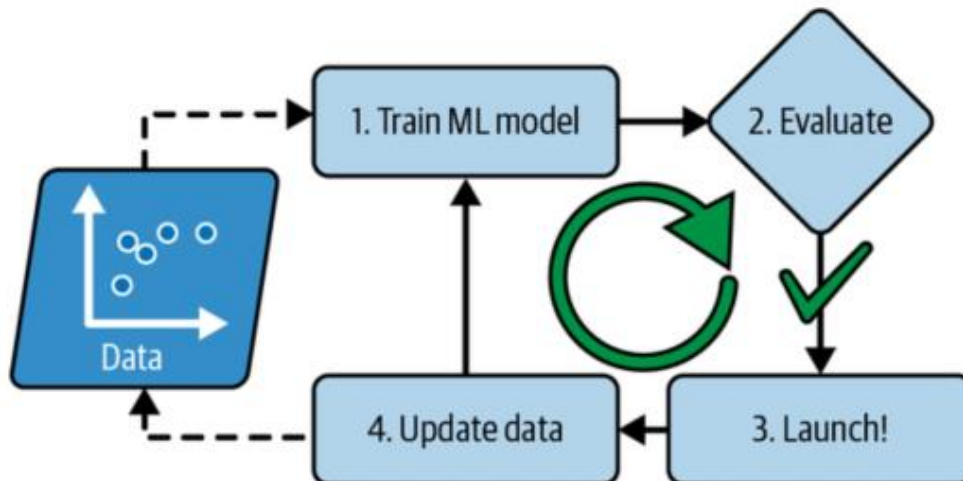 1. Train ML model
2. Evaluate
Data
4. Update data
3. Launch!